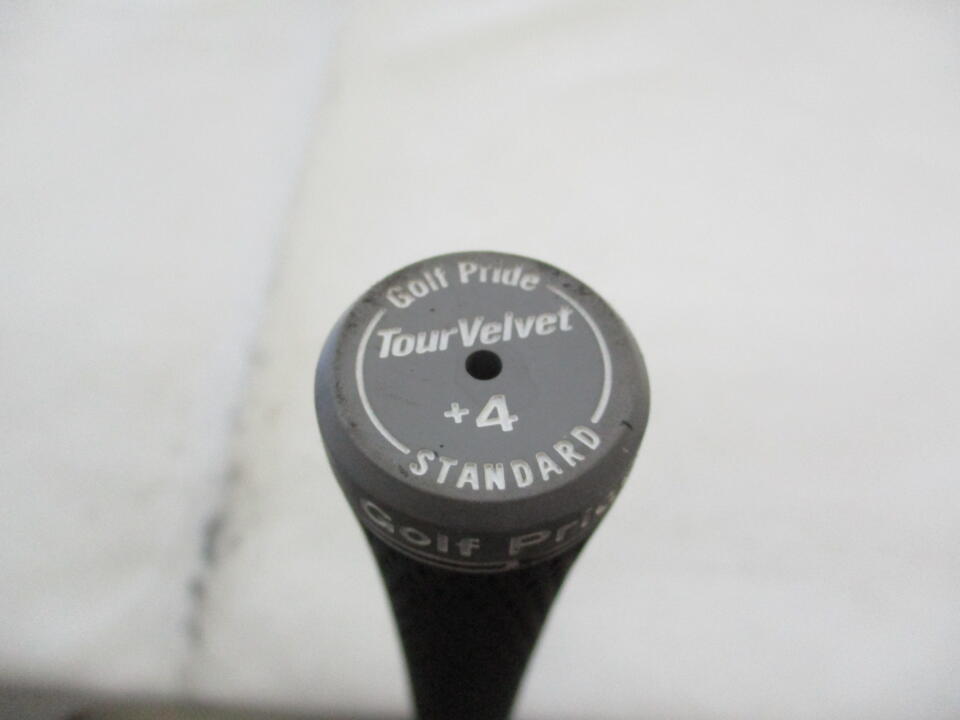 Golf Pride
TourVelvet
+4
STANDARD
Golf Pride